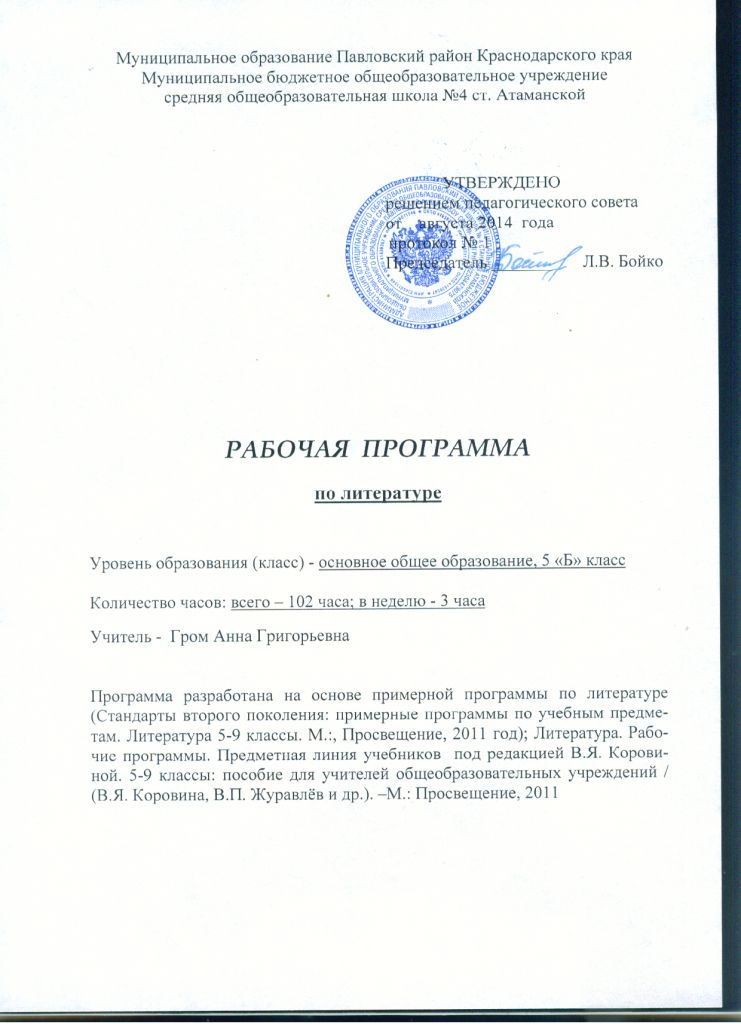 Муниципальное образование Павловский район Краснодарского края
Муниципальное бюджетное общеобразовательное учреждение
средняя общеобразовательная школа №4 ст. Атаманской
УТВЕРЖДЕНО
решением педагогического совета
от августа 2014 года
протокол № 1
Председатель Л.В. Бойко
РАБОЧАЯ ПРОГРАММА
по литературе
Уровень образования (класс) - основное общее образование, 5 «Б» класс
Количество часов: всего – 102 часа; в неделю - 3 часа
Учитель - Гром Анна Григорьевна
Программа разработана на основе примерной программы по литературе
(Стандарты второго поколения: примерные программы по учебным предме-
там. Литература 5-9 классы. М.:, Просвещение, 2011 год); Литература. Рабо-
чие программы. Предметная линия учебников под редакцией В.Я. Корови-
ной. 5-9 классы: пособие для учителей общеобразовательных учреждений /
(В.Я. Коровина, В.П. Журавлёв и др.). –М.: Просвещение, 2011